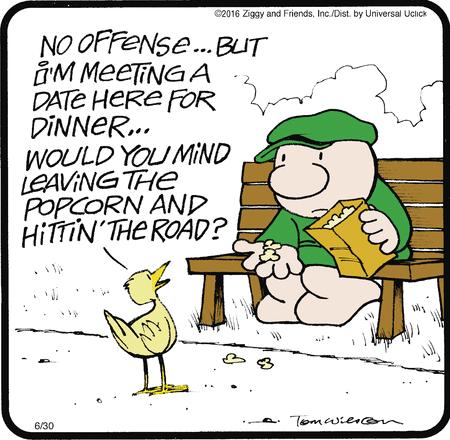 ©2016 Ziggy and Friends, Inc./Dist. by Universal Uclick
NO OFFENSE...BUT
I'M MEETING A
DATE HERE FOR
DINNER...
WOULD YOU MIND
LEAVING THE
POPCORN AND
HITTIN' THE ROAD?
6/30
Tom Wilson